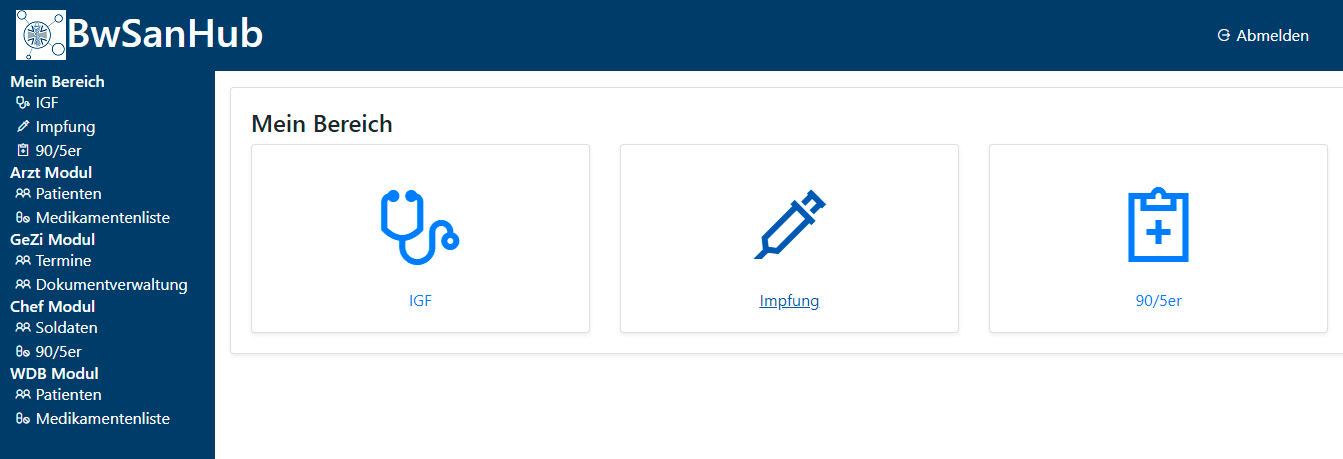 BwSanHub
Abmelden
Mein Bereich
IGF
Impfung
90/5er
Arzt Modul
Patienten
Medikamentenliste
GeZi Modul
Termine
Dokumentverwaltung
Chef Modul
Soldaten
90/5er
WDB Modul
Patienten
Medikamentenliste
Mein Bereich
IGF
Impfung
90/5er